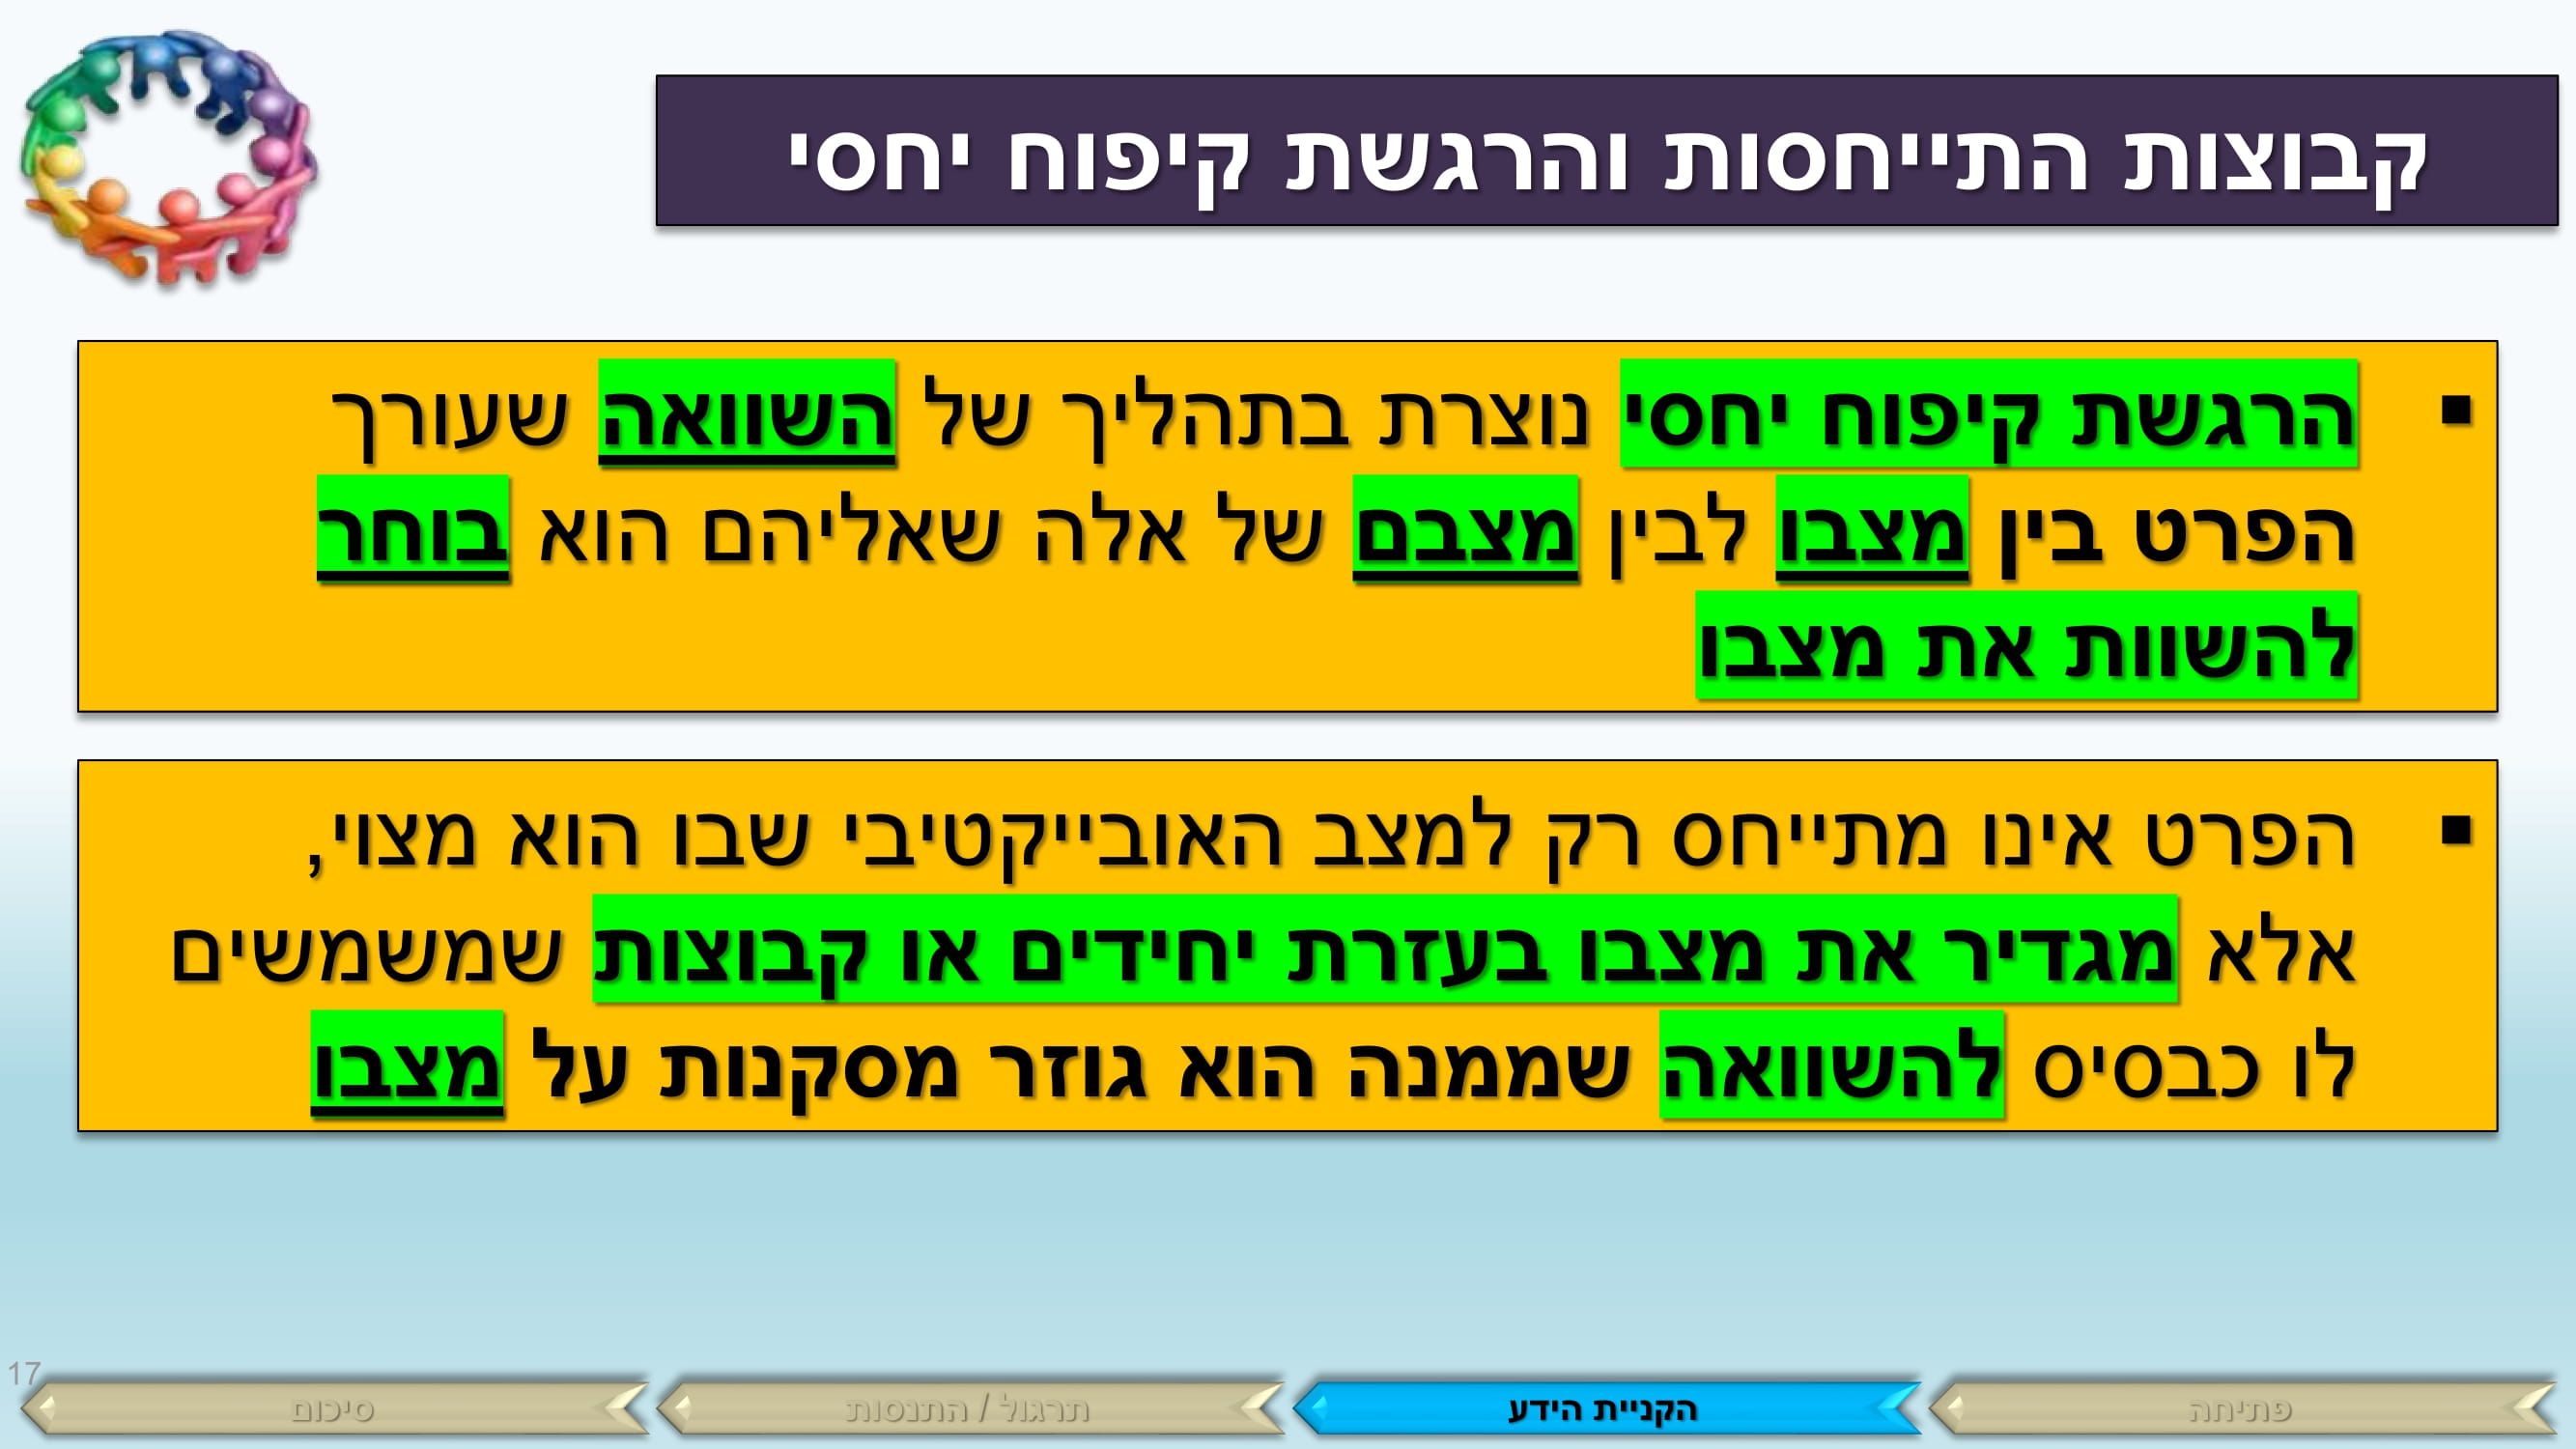 קבוצות התייחסות והרגשת קיפוח יחסי
▪ הרגשת קיפוח יחסי נוצרת בתהליך של השוואה שעורך
הפרט בין מצבו לבין מצבם של אלה שאליהם הוא בוחר
להשוות את מצבו
▪ הפרט אינו מתייחס רק למצב האובייקטיבי שבו הוא מצוי,
אלא מגדיר את מצבו בעזרת יחידים או קבוצות שמשמשים
לו כבסיס להשוואה שממנה הוא גוזר מסקנות על מצבו
פתיחה
הקניית הידע
תרגול / התנסות
סיכום
17